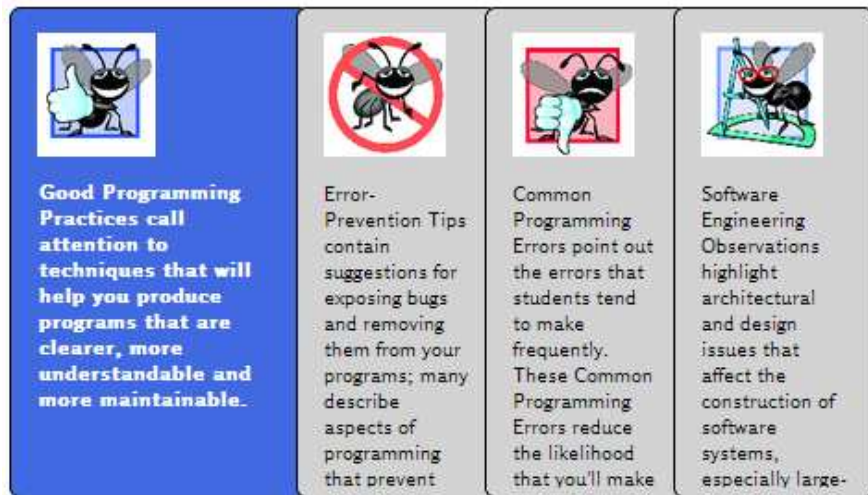 Good Programming
Practices call
attention to
techniques that will
help you produce
programs that are
clearer, more
understandable and
more maintainable.
Error-
Prevention Tips
contain
suggestions for
exposing bugs
and removing
them from your
programs; many
describe
aspects of
programming
that prevent
Common
Programming
Errors point out
the errors that
students tend
to make
frequently.
These Common
Programming
Errors reduce
the likelihood
that you'll make
Software
Engineering
Observations
highlight
architectural
and design
issues that
affect the
construction of
software
systems,
especially large-